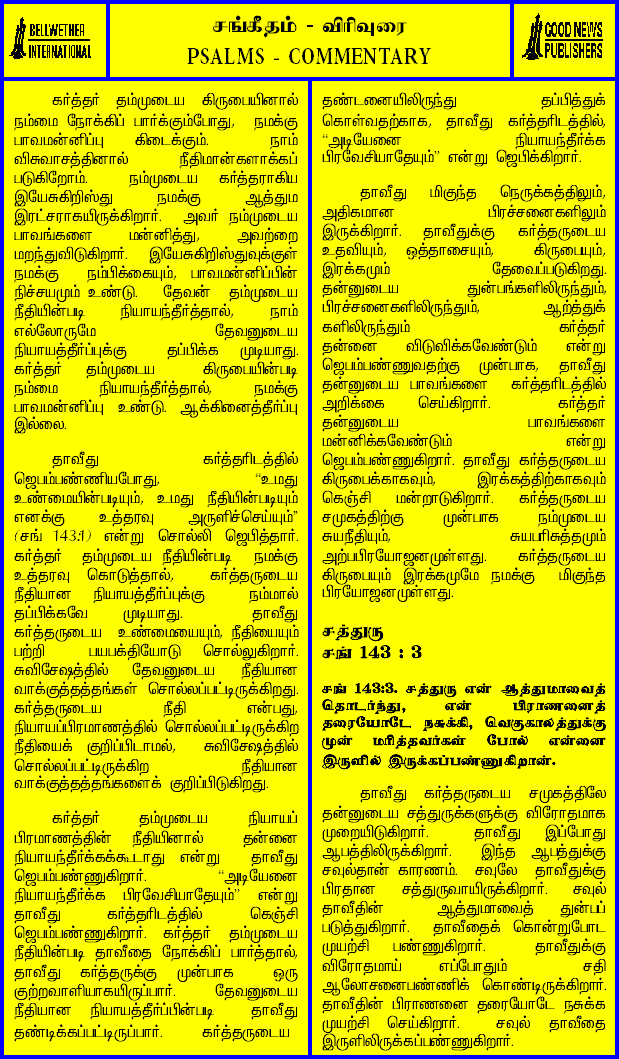 BELLWETHER
INTERNATIONAL
சங்கீதம் - விரிவுரை
PSALMS - COMMENTARY
GOOD NEWS
PUBLISHERS
கர்த்தர் தம்முடைய கிருபையினால்
நம்மை நோக்கிப் பார்க்கும்போது, நமக்கு
பாவமன்னிப்பு கிடைக்கும். நாம்
விசுவாசத்தினால் நீதிமான்களாக்கப்
படுகிறோம். நம்முடைய கர்த்தராகிய
இயேசுகிறிஸ்து நமக்கு ஆத்தும
இரட்சராகயிருக்கிறார். அவர் நம்முடைய
பாவங்களை மன்னித்து, அவற்றை
மறந்துவிடுகிறார். இயேசுகிறிஸ்துவுக்குள்
நமக்கு நம்பிக்கையும், பாவமன்னிப்பின்
நிச்சயமும் உண்டு. தேவன் தம்முடைய
நீதியின்படி நியாயந்தீர்த்தால், நாம்
எல்லோருமே தேவனுடைய
நியாயத்தீர்ப்புக்கு தப்பிக்க முடியாது.
கர்த்தர் தம்முடைய கிருபையின்படி
நம்மை நியாயந்தீர்த்தால், நமக்கு
பாவமன்னிப்பு உண்டு. ஆக்கினைத்தீர்ப்பு
இல்லை.
தாவீது கர்த்தரிடத்தில்
ஜெபம்பண்ணியபோது, “உமது
உண்மையின்படியும், உமது நீதியின்படியும்
எனக்கு உத்தரவு அருளிச்செய்யும்”
(சங் 143:1) என்று சொல்லி ஜெபித்தார்.
கர்த்தர் தம்முடைய நீதியின்படி நமக்கு
உத்தரவு கொடுத்தால், கர்த்தருடைய
நீதியான நியாயத்தீர்ப்புக்கு நம்மால்
தப்பிக்கவே முடியாது. தாவீது
கர்த்தருடைய உண்மையையும், நீதியையும்
பற்றி பயபக்தியோடு சொல்லுகிறார்.
சுவிசேஷத்தில் தேவனுடைய நீதியான
வாக்குத்தத்தங்கள் சொல்லப்பட்டிருக்கிறது.
கர்த்தருடைய நீதி என்பது,
நியாயப்பிரமாணத்தில் சொல்லப்பட்டிருக்கிற
நீதியைக் குறிப்பிடாமல், சுவிசேஷத்தில்
சொல்லப்பட்டிருக்கிற நீதியான
வாக்குத்தத்தங்களைக் குறிப்பிடுகிறது.
கர்த்தர் தம்முடைய நியாயப்
பிரமாணத்தின் நீதியினால் தன்னை
நியாயந்தீர்க்கக்கூடாது என்று தாவீது
ஜெபம்பண்ணுகிறார். “அடியேனை
நியாயந்தீர்க்க பிரவேசியாதேயும்” என்று
தாவீது கர்த்தரிடத்தில் கெஞ்சி
ஜெபம்பண்ணுகிறார். கர்த்தர் தம்முடைய
நீதியின்படி தாவீதை நோக்கிப் பார்த்தால்,
தாவீது கர்த்தருக்கு முன்பாக ஒரு
குற்றவாளியாகயிருப்பார். தேவனுடைய
நீதியான நியாயத்தீர்ப்பின்படி தாவீது
தண்டிக்கப்பட்டிருப்பார். கர்த்தருடைய
தண்டனையிலிருந்து தப்பித்துக்
கொள்வதற்காக, தாவீது கர்த்தரிடத்தில்,
“அடியேனை நியாயந்தீர்க்க
பிரவேசியாதேயும்” என்று ஜெபிக்கிறார்.
தாவீது மிகுந்த நெருக்கத்திலும்,
அதிகமான பிரச்சனைகளிலும்
இருக்கிறார். தாவீதுக்கு கர்த்தருடைய
உதவியும், ஒத்தாசையும், கிருபையும்,
இரக்கமும் தேவைப்படுகிறது.
தன்னுடைய துன்பங்களிலிருந்தும்,
பிரச்சனைகளிலிருந்தும், ஆபத்துக்
களிலிருந்தும் கர்த்தர்
தன்னை விடுவிக்கவேண்டும் என்று
ஜெபம்பண்ணுவதற்கு முன்பாக, தாவீது
தன்னுடைய பாவங்களை கர்த்தரிடத்தில்
அறிக்கை செய்கிறார். கர்த்தர்
தன்னுடைய பாவங்களை
மன்னிக்கவேண்டும் என்று
ஜெபம்பண்ணுகிறார். தாவீது கர்த்தருடைய
கிருபைக்காகவும், இரக்கத்திற்காகவும்
கெஞ்சி மன்றாடுகிறார். கர்த்தருடைய
சமுகத்திற்கு முன்பாக நம்முடைய
சுயநீதியும், சுயபரிசுத்தமும்
அற்பபிரயோஜனமுள்ளது. கர்த்தருடைய
கிருபையும் இரக்கமுமே நமக்கு மிகுந்த
பிரயோஜனமுள்ளது.
சத்துரு
சங் 143 : 3
சங் 143:3. சத்துரு என் ஆத்துமாவைத்
தொடர்ந்து, என் பிராணனைத்
தரையோடே நசுக்கி, வெகுகாலத்துக்கு
முன் மரித்தவர்கள் போல் என்னை
இருளில் இருக்கப்பண்ணுகிறான்.
தாவீது கர்த்தருடைய சமுகத்திலே
தன்னுடைய சத்துருக்களுக்கு விரோதமாக
முறையிடுகிறார். தாவீது இப்போது
ஆபத்திலிருக்கிறார். இந்த ஆபத்துக்கு
சவுல்தான் காரணம். சவுலே தாவீதுக்கு
பிரதான சத்துருவாயிருக்கிறார். சவுல்
தாவீதின் ஆத்துமாவைத் துன்பப்
படுத்துகிறார். தாவீதைக் கொன்றுபோட
முயற்சி பண்ணுகிறார். தாவீதுக்கு
விரோதமாய் எப்போதும் சதி
ஆலோசனைபண்ணிக் கொண்டிருக்கிறார்.
தாவீதின் பிராணனை தரையோடே நசுக்க
முயற்சி செய்கிறார். சவுல் தாவீதை
இருளிலிருக்கப்பண்ணுகிறார்.